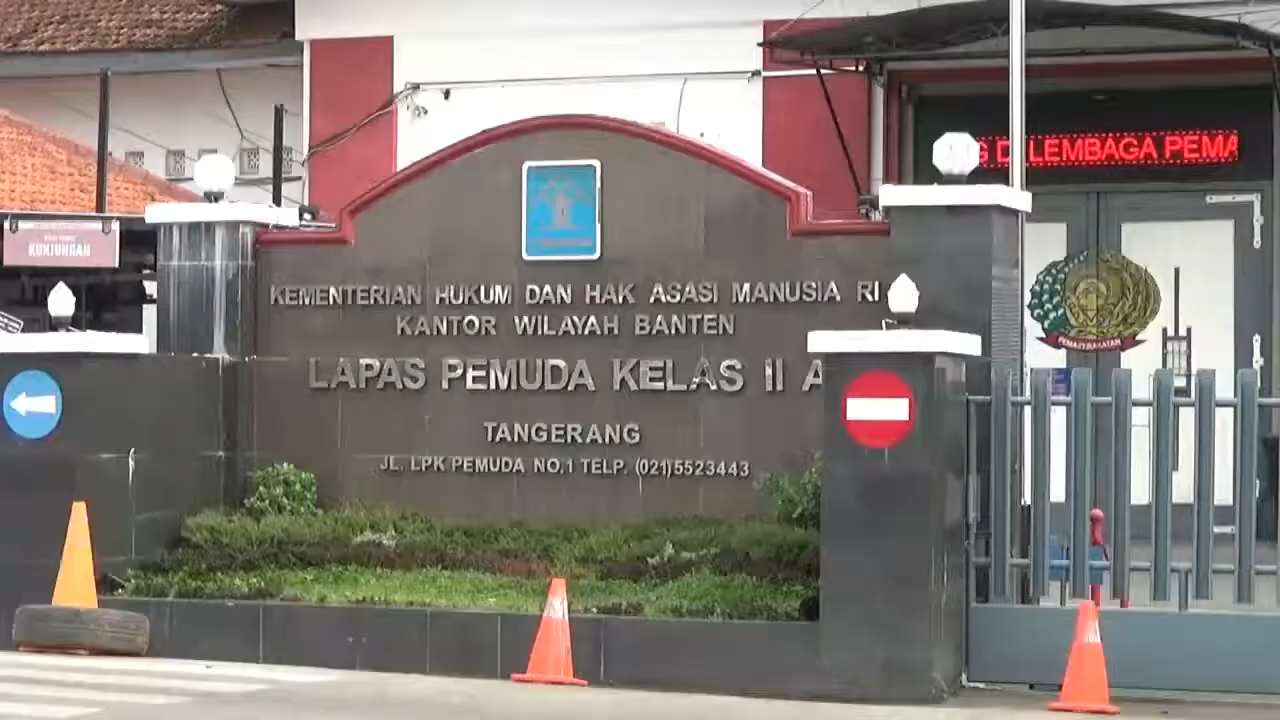 G D LEMBAGA PEMA
KUNJUNGAN
KEMENTERIAN HUKUM DAN HAK ASASI MANUSIA RI
KANTOR WILAYAH BANTEN
LAPAS PEMUDA KELAS II A
TANGERANG
JL. LPK PEMUDA NO.1 TELP. (021)5523443
PEMASYARAKATAN